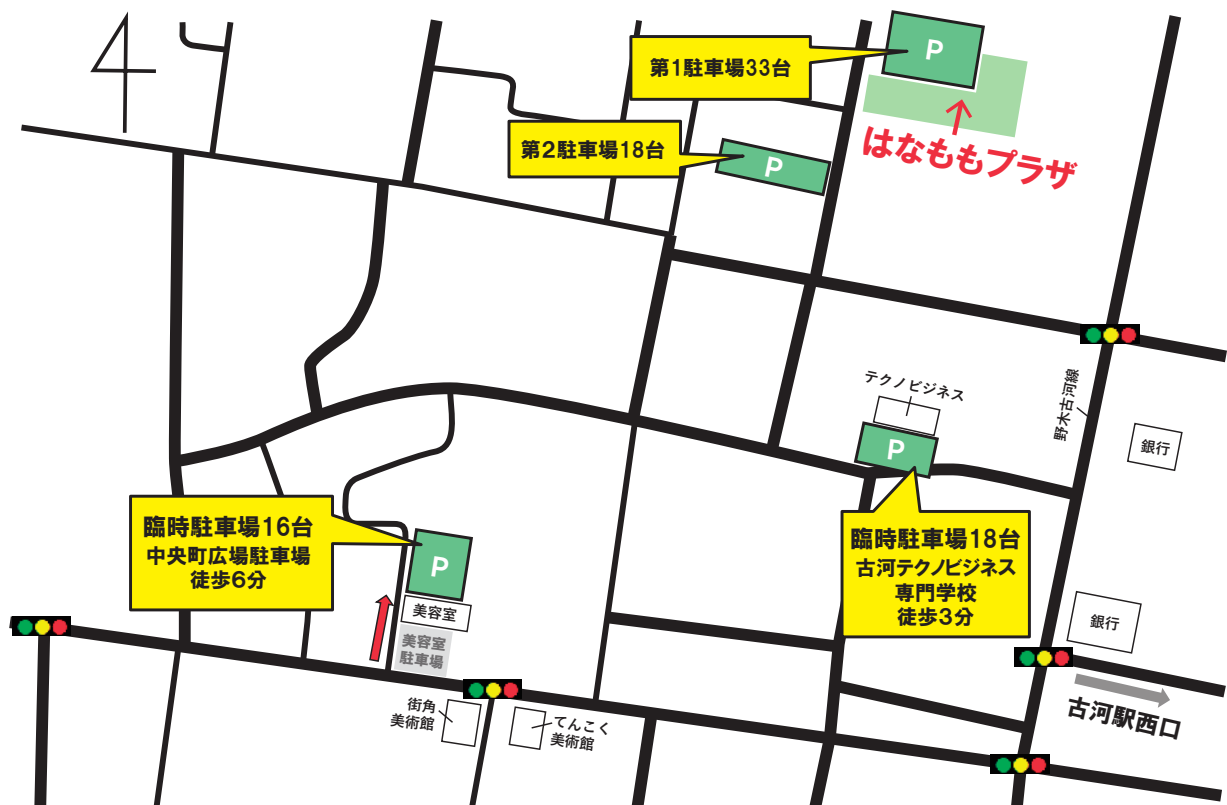 第1駐車場33台
P
第2駐車場18台
P
はなももプラザ
テクノビジネス
P
野木古河線
銀行
臨時駐車場16台
中央町広場駐車場
徒歩6分
P
臨時駐車場18台
古河テクノビジネス
専門学校
徒歩3分
美容室
美容室
駐車場
銀行
古河駅西口
街角
美術館
てんこく
美術館